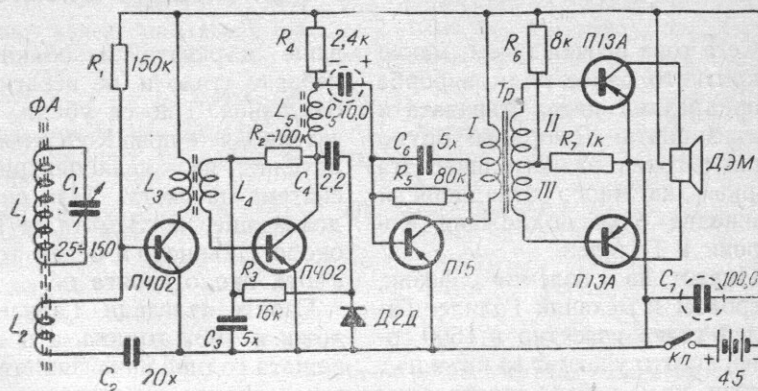 ФА
L₁
C₁
25÷150
L₂
C₂
20х
R₁
150к
L₃
L₄
П402
R₂-100к
C₄
2,2
П402
R₃
16к
C₃
5х
Д2Д
R₄
2,4к
−
+
L₅
C₅
10,0
C₆
5х
R₅
80к
П15
Тр
I
II
III
R₆
8к
R₇
1к
П13А
П13А
ДЭМ
C₇
100,0
Кп
+
−
4,5